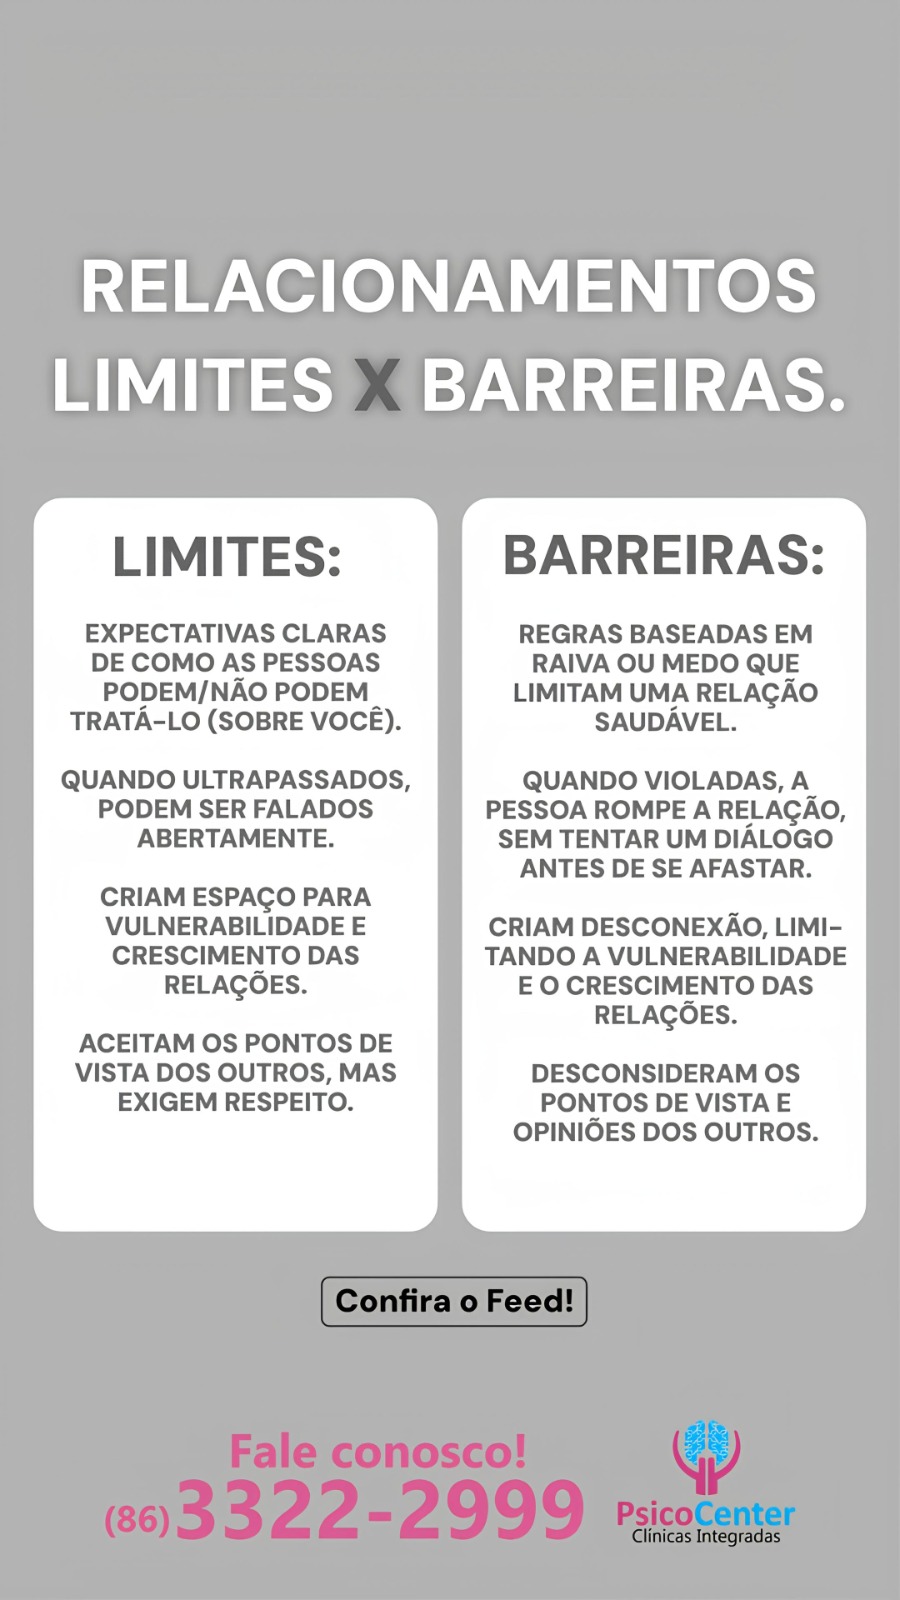 RELACIONAMENTOS
LIMITES X BARREIRAS.
LIMITES:
EXPECTATIVAS CLARAS
DE COMO AS PESSOAS
PODEM/NÃO PODEM
TRATÁ-LO (SOBRE VOCÊ).
QUANDO ULTRAPASSADOS,
PODEM SER FALADOS
ABERTAMENTE.
CRIAM ESPAÇO PARA
VULNERABILIDADE E
CRESCIMENTO DAS
RELAÇÕES.
ACEITAM OS PONTOS DE
VISTA DOS OUTROS, MAS
EXIGEM RESPEITO.
BARREIRAS:
REGRAS BASEADAS EM
RAIVA OU MEDO QUE
LIMITAM UMA RELAÇÃO
SAUDÁVEL.
QUANDO VIOLADAS, A
PESSOA ROMPE A RELAÇÃO,
SEM TENTAR UM DIÁLOGO
ANTES DE SE AFASTAR.
CRIAM DESCONEXÃO, LIMI-
TANDO A VULNERABILIDADE
E O CRESCIMENTO DAS
RELAÇÕES.
DESCONSIDERAM OS
PONTOS DE VISTA E
OPINIÕES DOS OUTROS.
Confira o Feed!
Fale conosco!
(86) 3322-2999
PsicoCenter
Clínicas Integradas